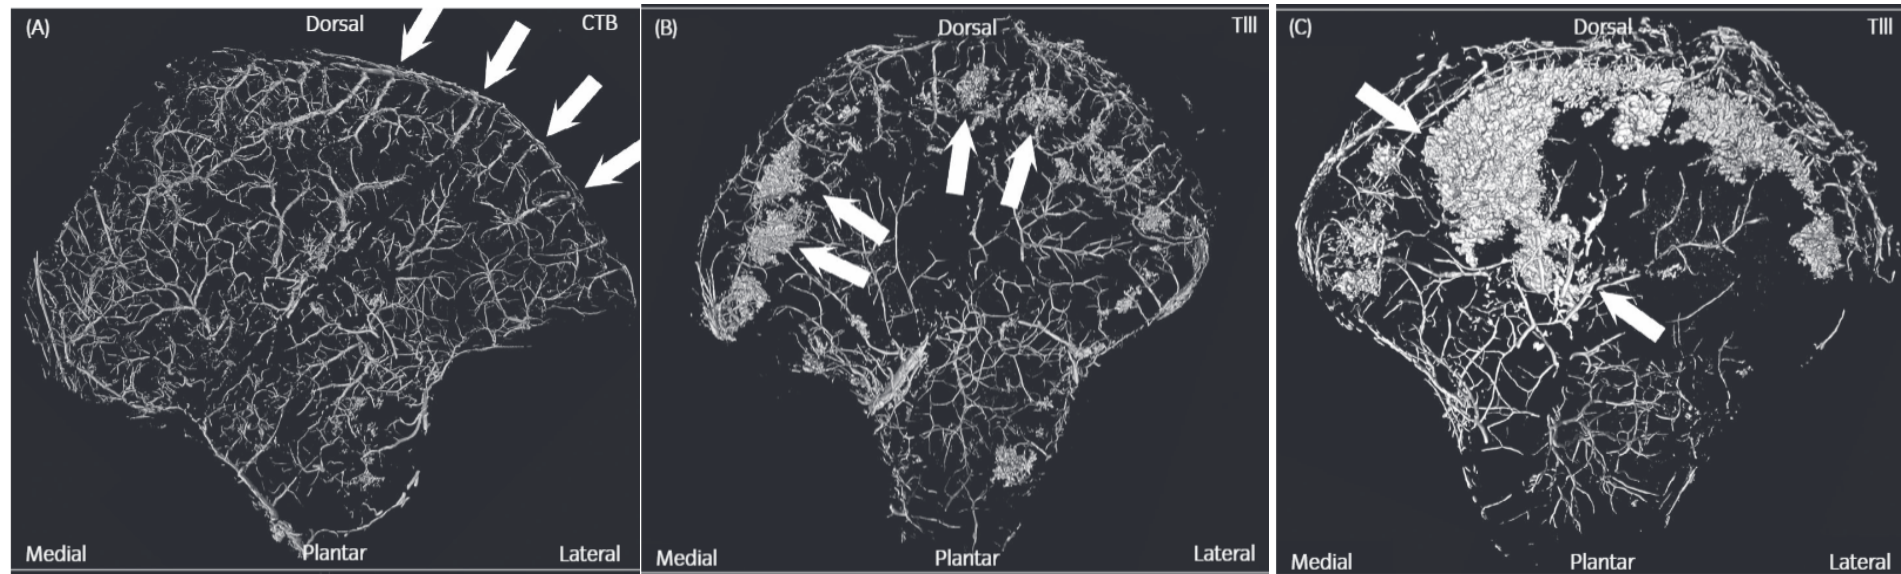 (A)
Dorsal
CTB
Medial
Plantar
Lateral
(B)
Dorsal
TIII
Medial
Plantar
Lateral
(C)
Dorsal
TIII
Medial
Plantar
Lateral